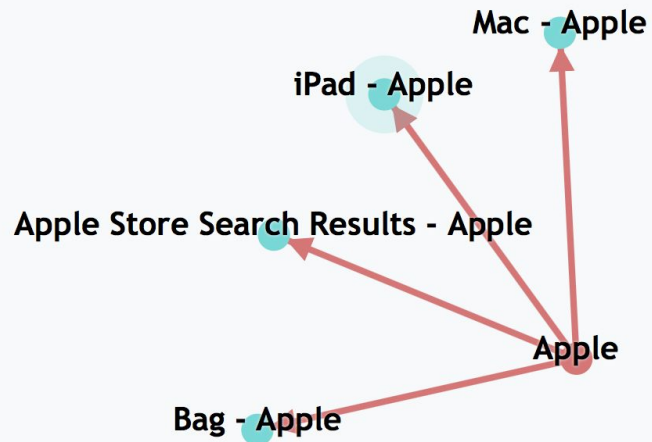 Mac - Apple
iPad - Apple
Apple Store Search Results - Apple
Apple
Bag - Apple